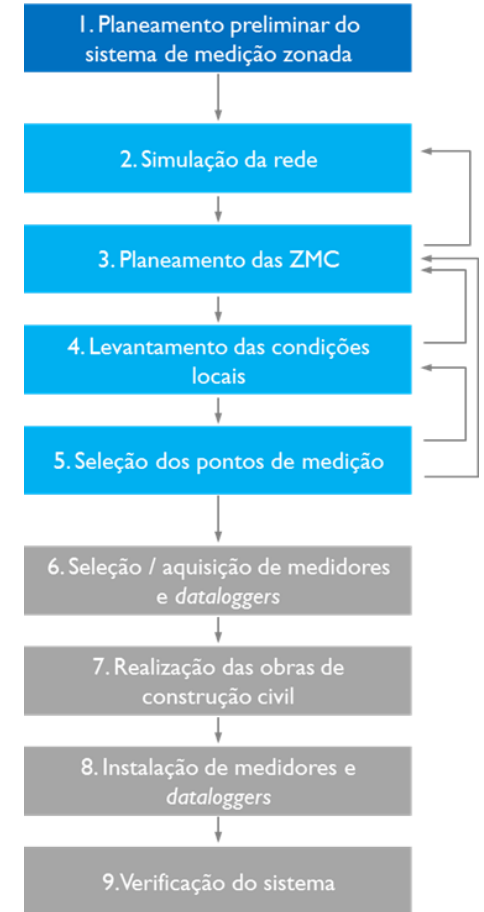 1. Planeamento preliminar do
sistema de medição zonada
2. Simulação da rede
3. Planeamento das ZMC
4. Levantamento das condições
locais
5. Seleção dos pontos de medição
6. Seleção / aquisição de medidores
e dataloggers
7. Realização das obras de
construção civil
8. Instalação de medidores e
dataloggers
9. Verificação do sistema